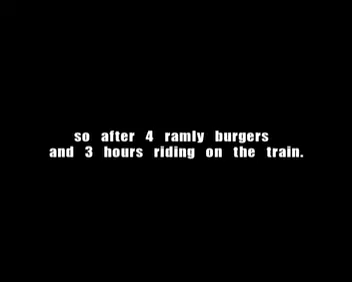 so after 4 ramly burgers
and 3 hours riding on the train.